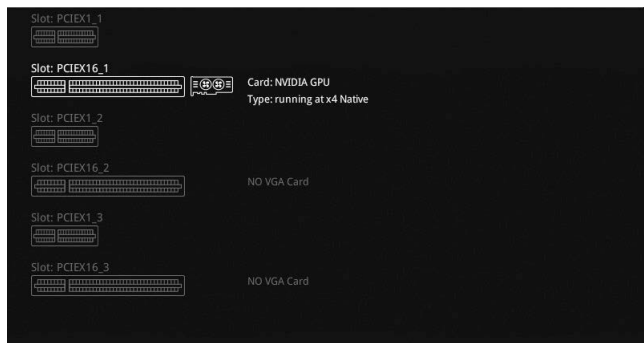 Slot: PCIEX1_1
Slot: PCIEX16_1
Card: NVIDIA GPU
Type: running at x4 Native
Slot: PCIEX1_2
Slot: PCIEX16_2
NO VGA Card
Slot: PCIEX1_3
Slot: PCIEX16_3
NO VGA Card